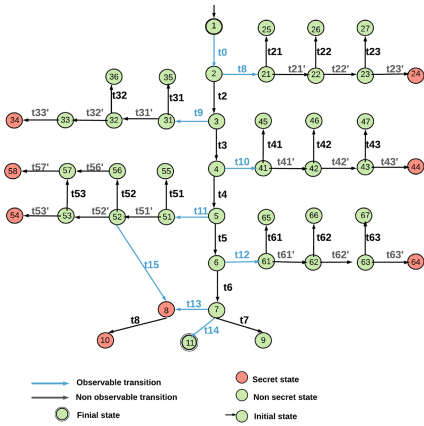 1
25 26 27
t0 t21 t22 t23
36 35 2 t8 21 t21' 22 t22' 23 t23' 24
t32 t31 t2
45 46 47
34 t33' 33 t32' 32 t31' 31 t9 3
t3 t41 t42 t43
58 t57' 57 t56' 56 55 4 t10 41 t41' 42 t42' 43 t43' 44
t53 t52 t51 t4
65 66 67
54 t53' 53 t52' 52 t51' 51 t11 5
t5 t61 t62 t63
t15 6 t12 61 t61' 62 t62' 63 t63' 64
t6
8 t13 7
t8 t14 t7
10 11 9
Observable transition
Non observable transition
Finial state
Secret state
Non secret state
Initial state